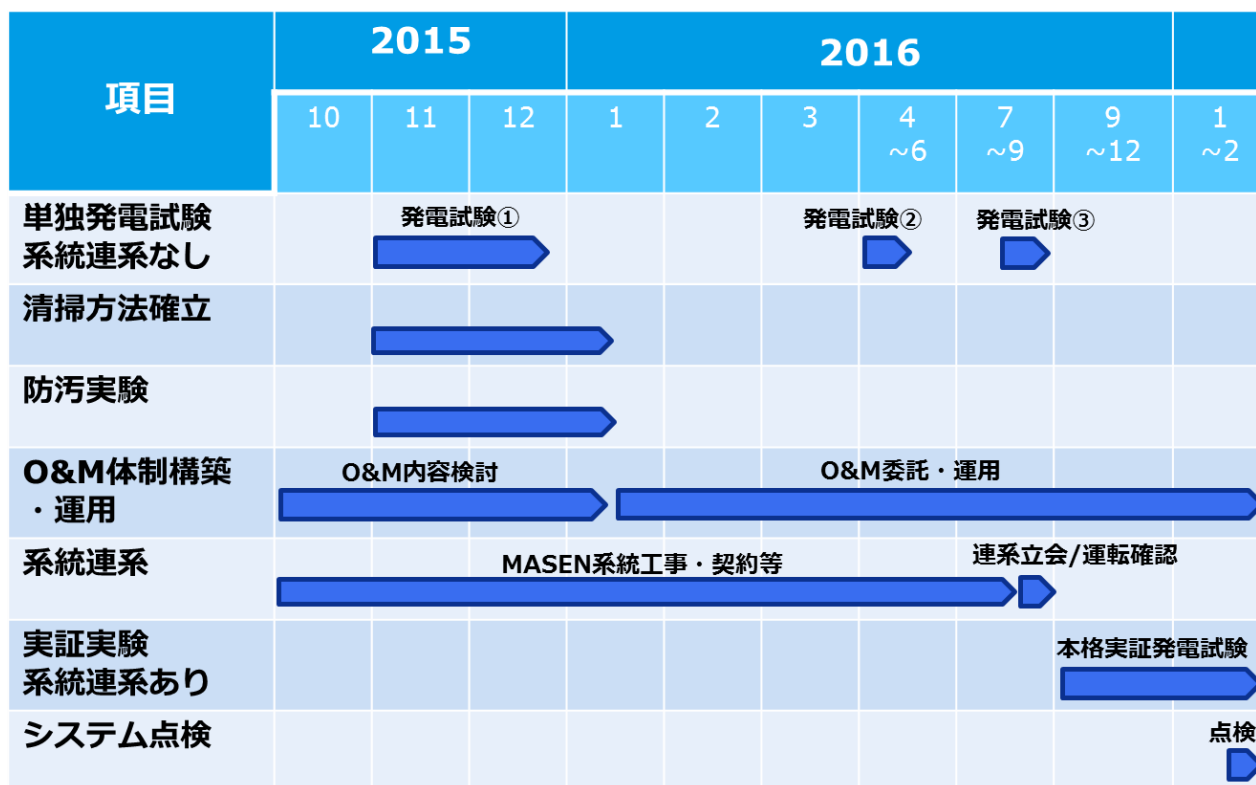 項目
2015
2016
10
11
12
1
2
3
4
~6
7
~9
9
~12
1
~2
単独発電試験
系統連系なし
発電試験①
発電試験②
発電試験③
清掃方法確立
防汚実験
O&M体制構築
・運用
O&M内容検討
O&M委託・運用
系統連系
MASEN系統工事・契約等
連系立会/運転確認
実証実験
系統連系あり
本格実証発電試験
システム点検
点検